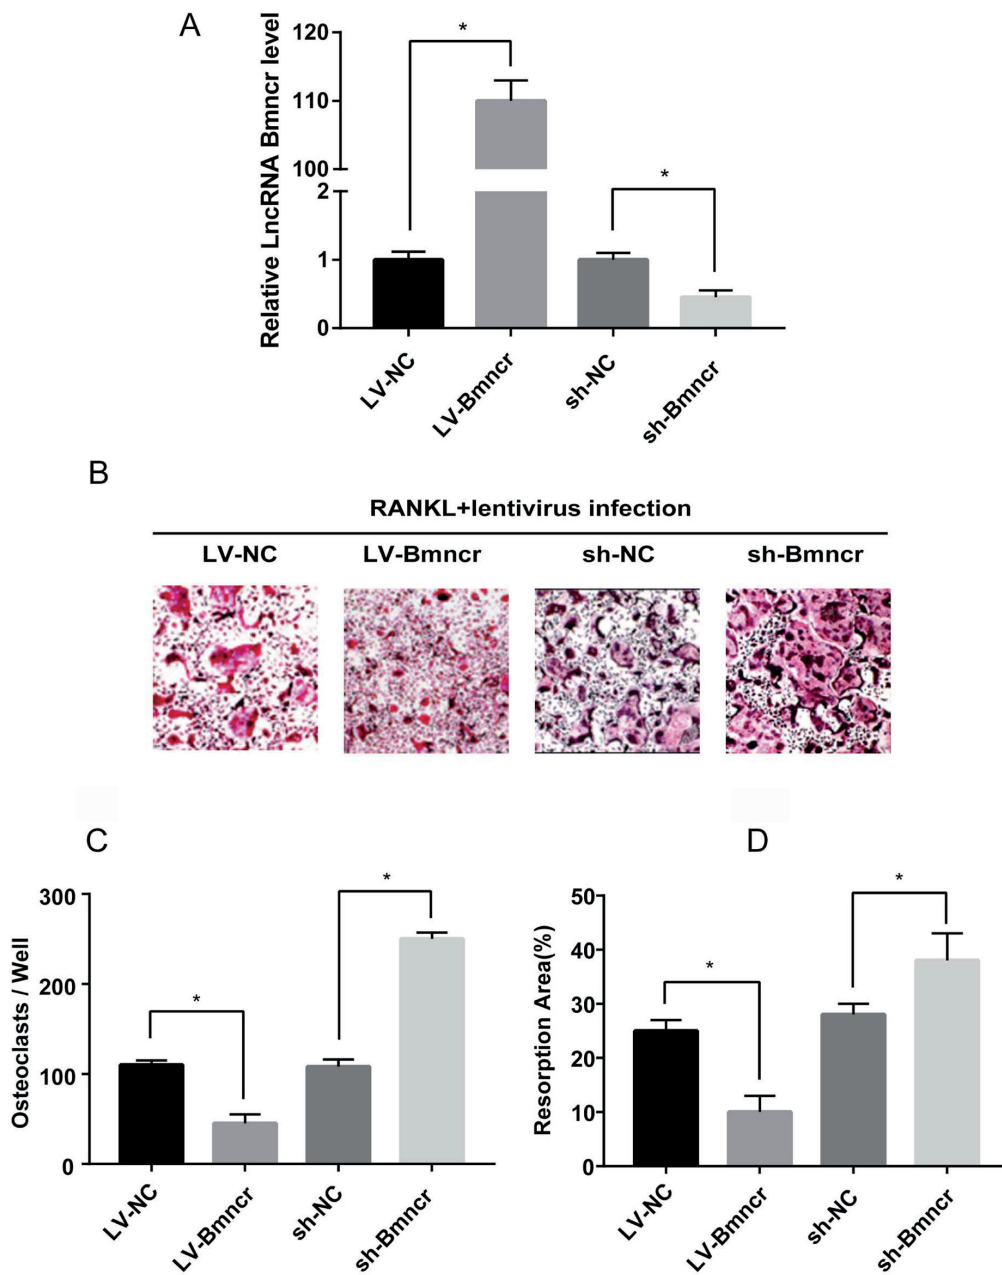 A
Relative LncRNA Bmncr level
120
110
100
2
1
0
*
*
LV-NC
LV-Bmncr
sh-NC
sh-Bmncr
B
RANKL+lentivirus infection
LV-NC LV-Bmncr sh-NC sh-Bmncr
C
Osteoclasts / Well
300
200
100
0
*
*
LV-NC
LV-Bmncr
sh-NC
sh-Bmncr
D
Resorption Area(%)
50
40
30
20
10
0
*
*
LV-NC
LV-Bmncr
sh-NC
sh-Bmncr